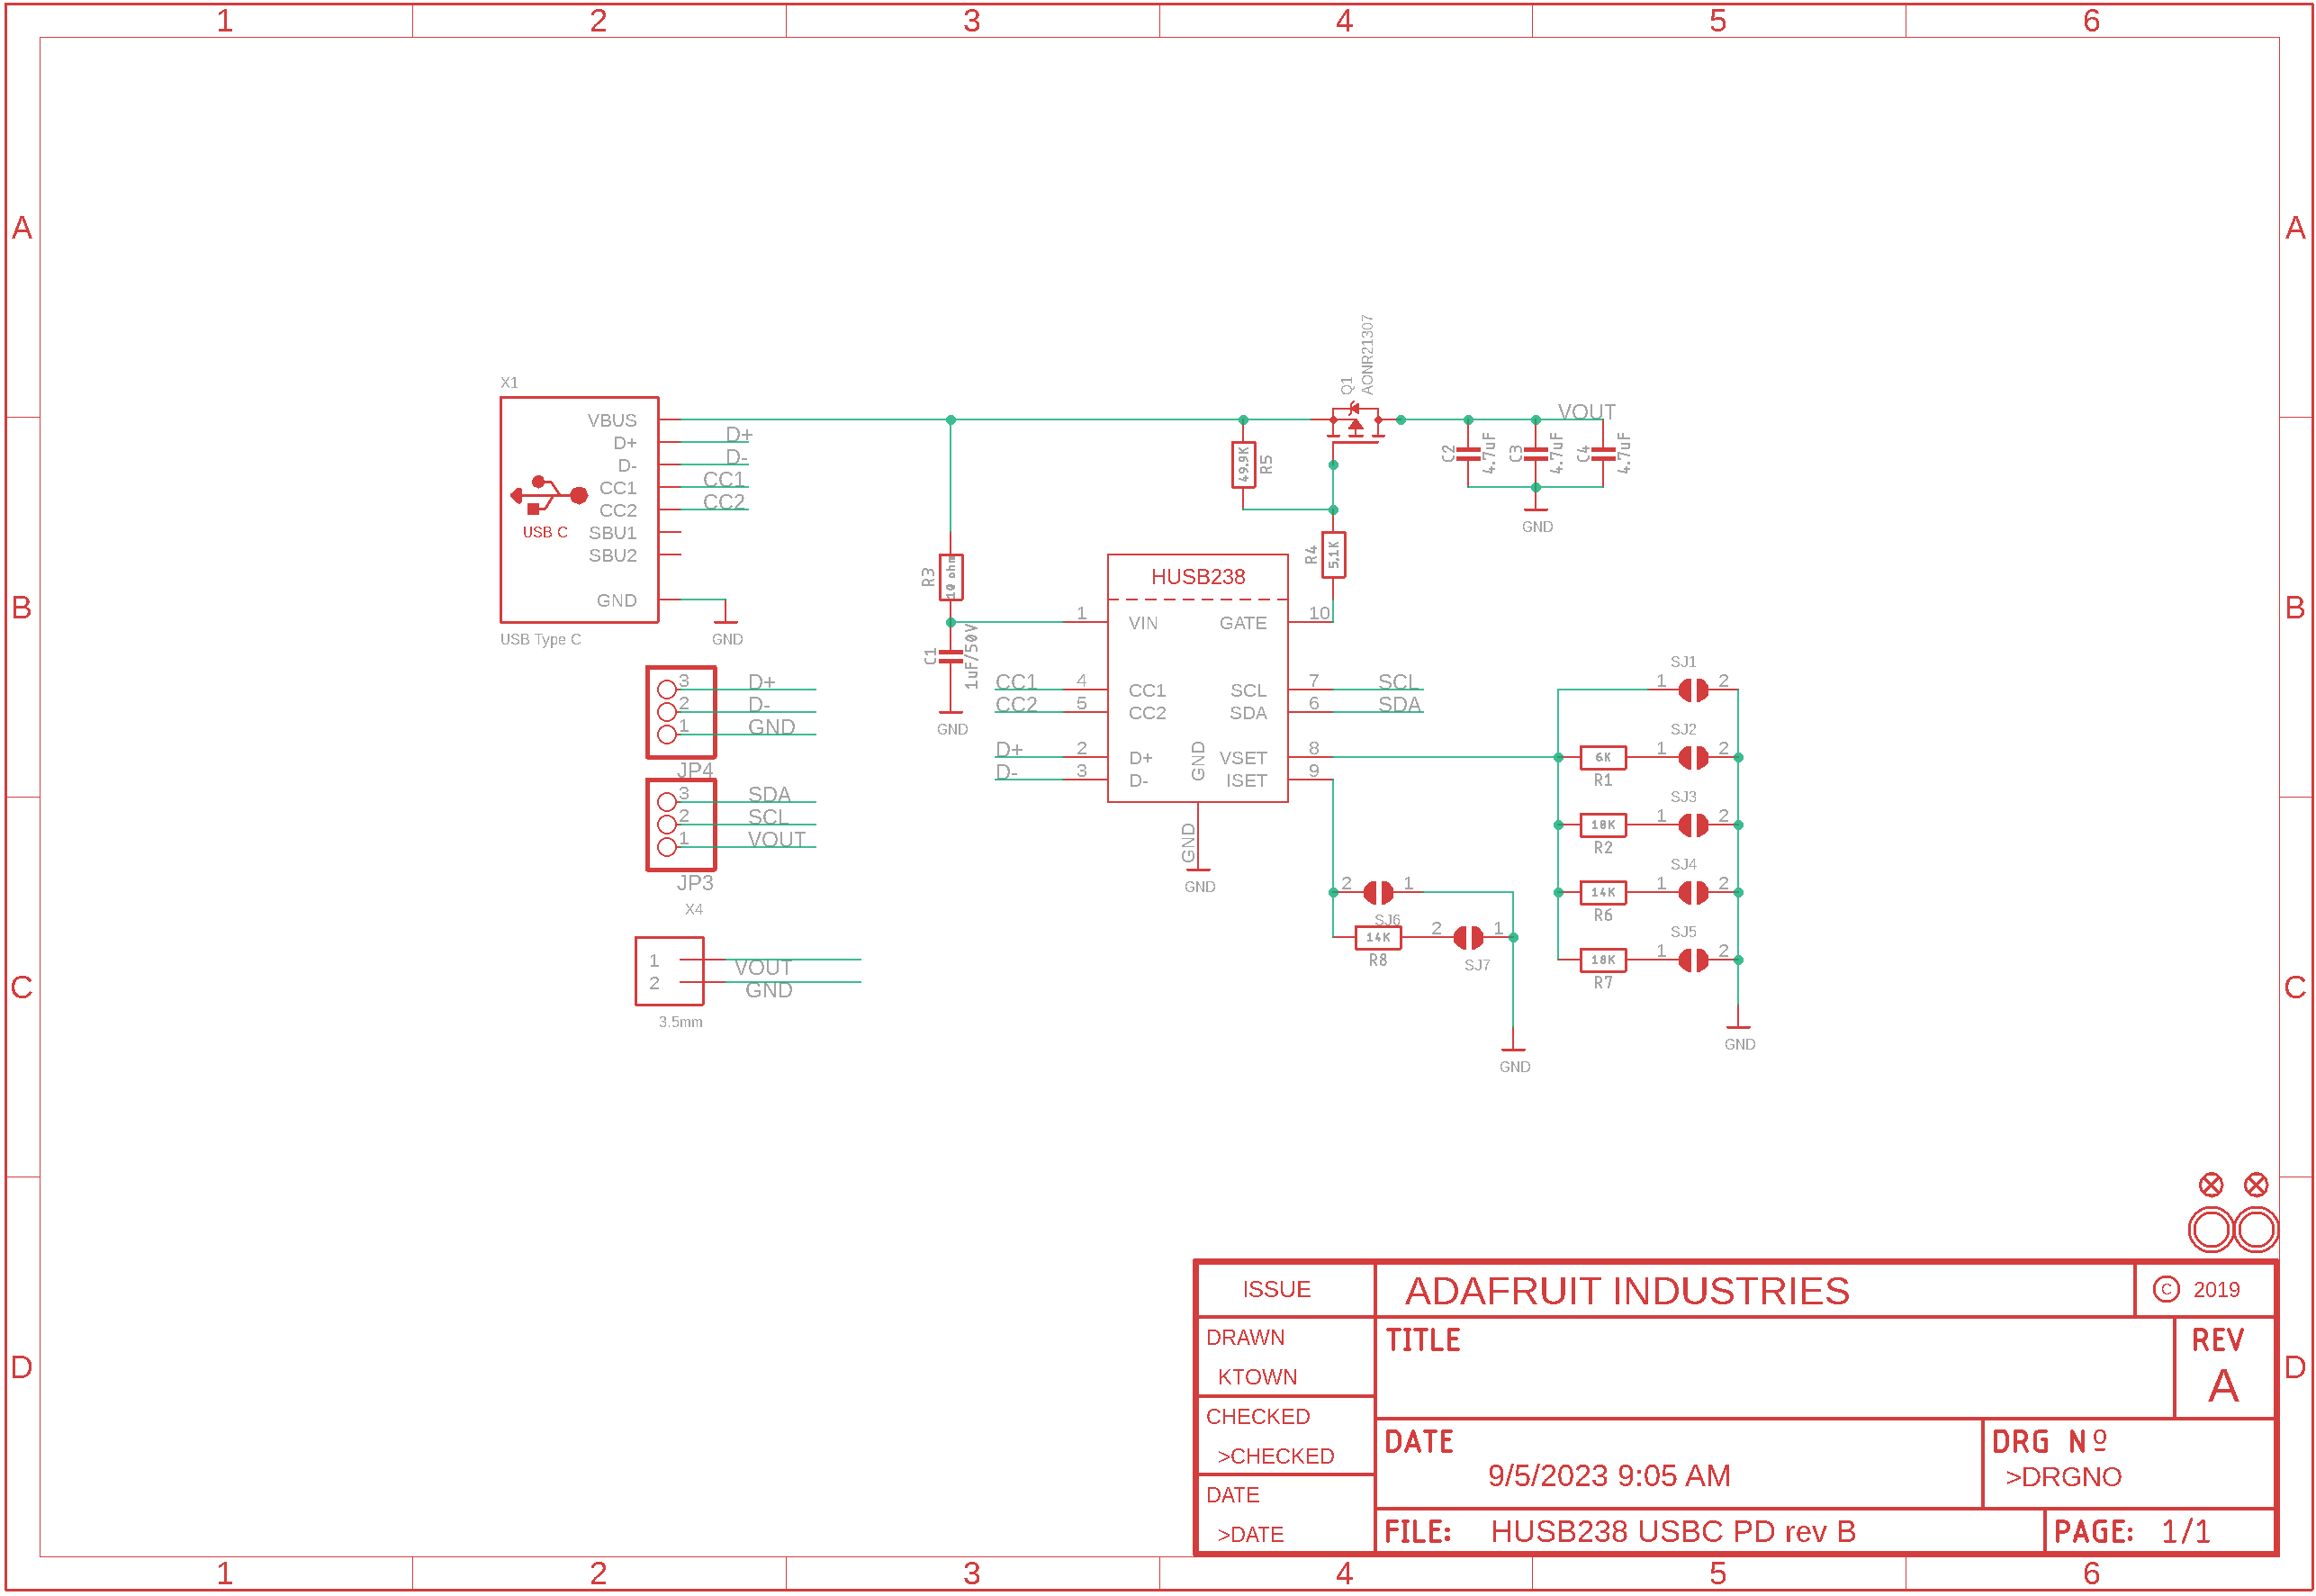 1 2 3 4 5 6
A A
B B
C C
D D
X1
VBUS
D+
D-
CC1
CC2
SBU1
SBU2
GND
USB C
USB Type C
D+
D-
CC1
CC2
GND
3 D+
2 D-
1 GND
JP4
3 SDA
2 SCL
1 VOUT
JP3
X4
1 VOUT
2 GND
3.5mm
R3
10 ohm
C1
1uF/50V
GND
HUSB238
1 VIN
GATE 10
CC1 4 CC1
CC2 5 CC2
SCL 7 SCL
SDA 6 SDA
D+ 2 D+
D- 3 D-
GND
VSET 8
ISET 9
GND
GND
Q1
AONR21307
49.9K
R5
R4
5.1K
VOUT
C2
4.7uF
C3
4.7uF
C4
4.7uF
GND
2 1
SJ6
14K
R8
2 1
SJ7
GND
SJ1
1 2
SJ2
6K
R1
1 2
SJ3
10K
R2
1 2
SJ4
14K
R6
1 2
SJ5
18K
R7
1 2
GND
ISSUE
ADAFRUIT INDUSTRIES
© 2019
DRAWN
KTOWN
TITLE
REV
A
CHECKED
>CHECKED
DATE
9/5/2023 9:05 AM
DRG Nº
>DRGNO
DATE
>DATE
FILE: HUSB238 USBC PD rev B
PAGE: 1/1
1 2 3 4 5 6